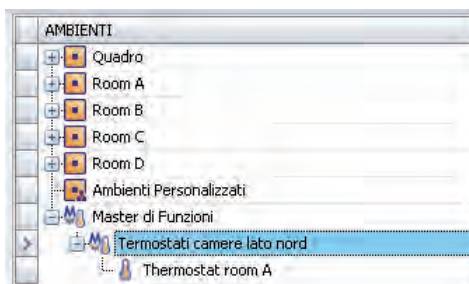 AMBIENTI
Quadro
Room A
Room B
Room C
Room D
Ambienti Personalizzati
Master di Funzioni
Termostati camere lato nord
Thermostat room A